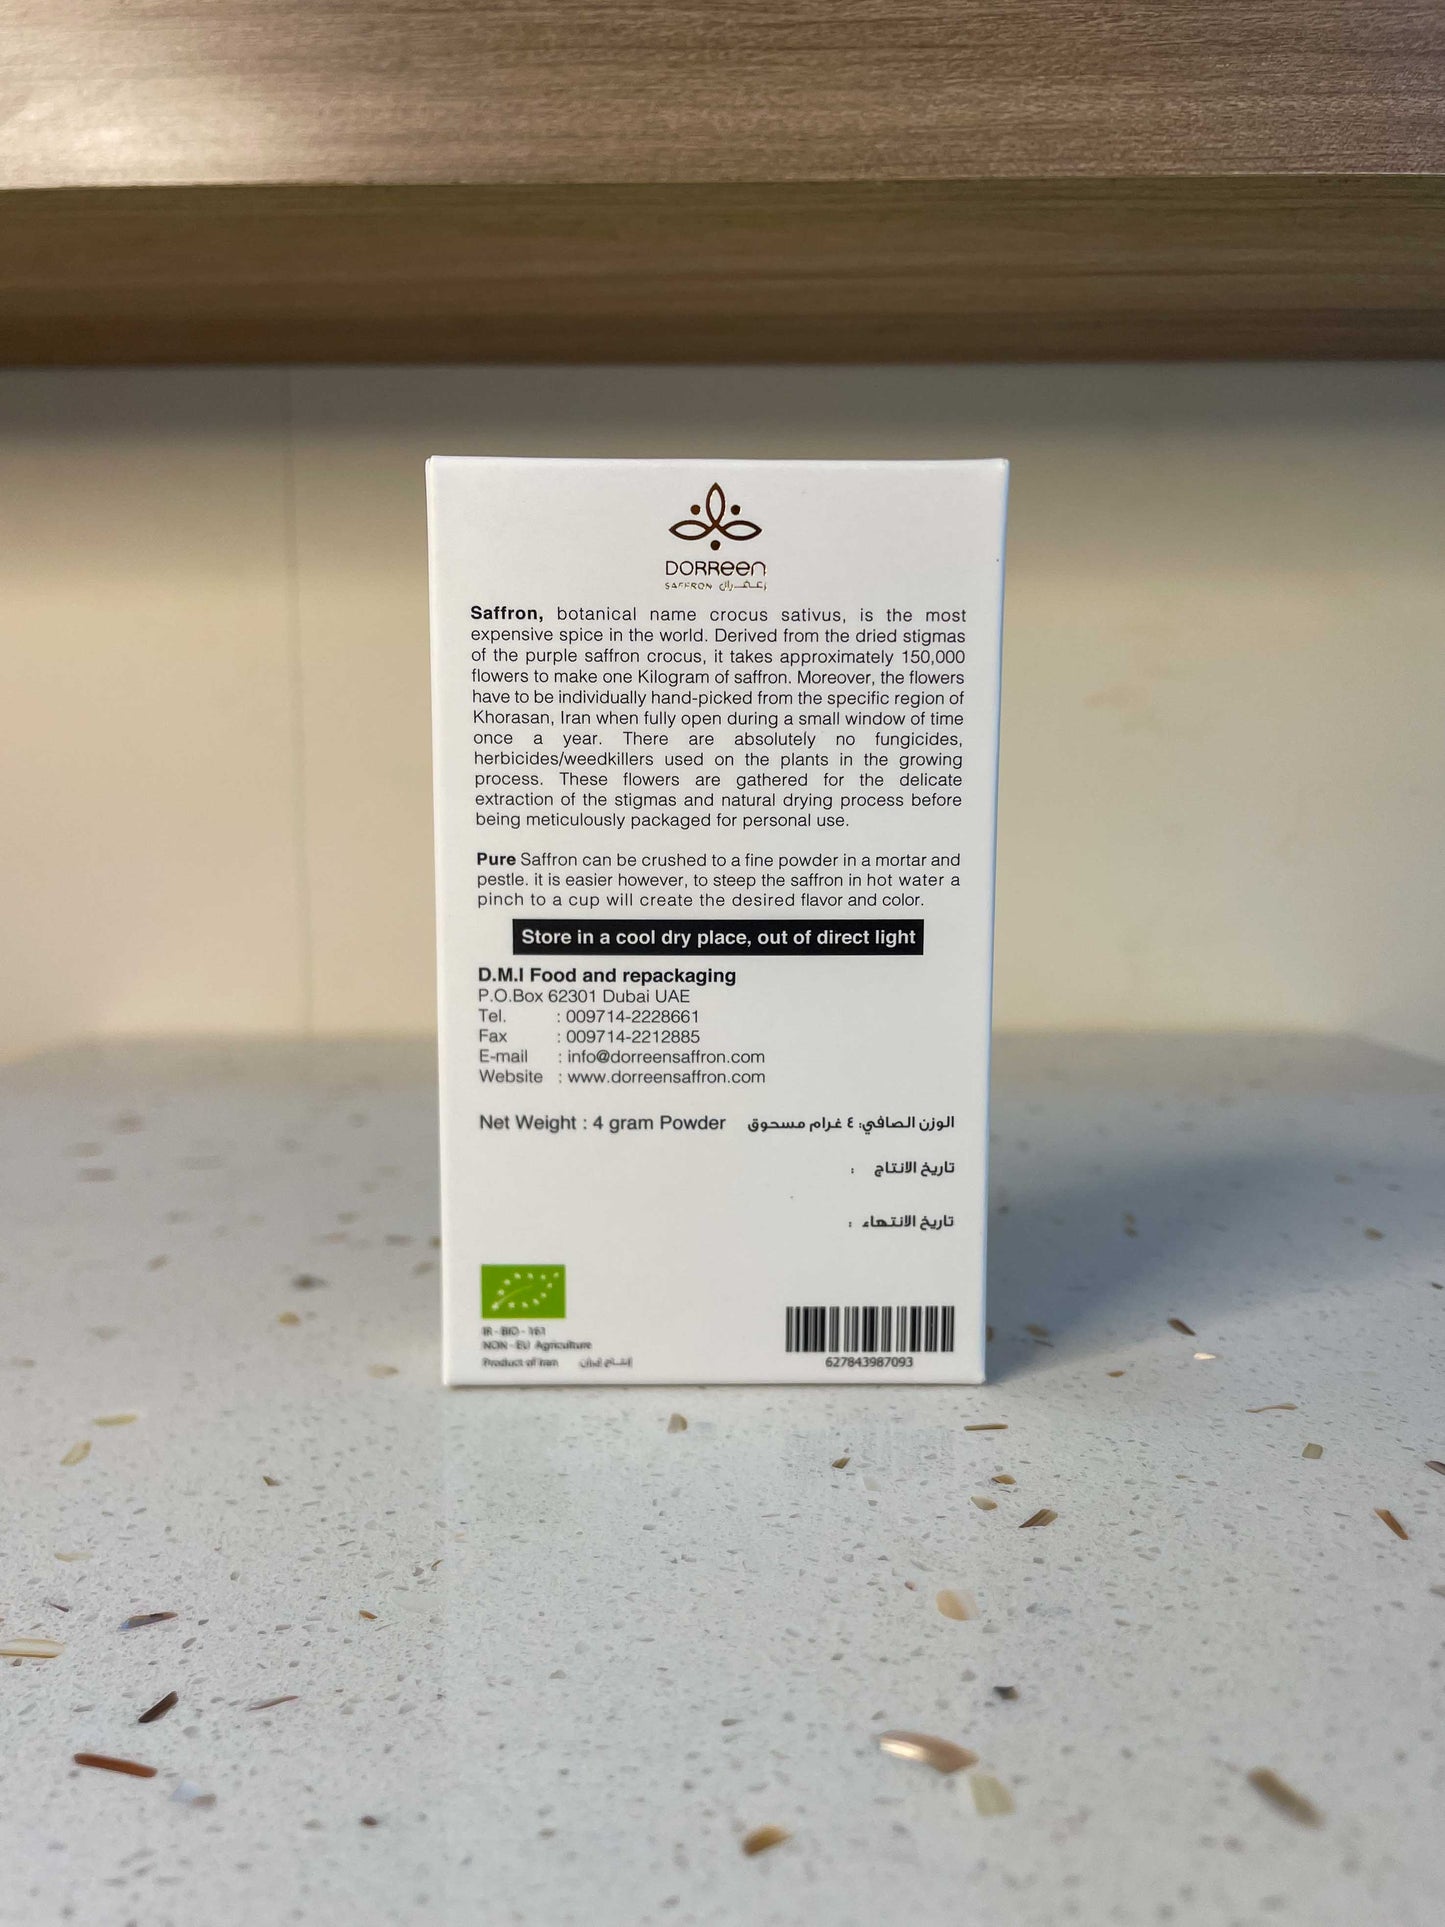 DORReen
SAFFRON زعفران
Saffron, botanical name crocus sativus, is the most
expensive spice in the world. Derived from the dried stigmas
of the purple saffron crocus, it takes approximately 150,000
flowers to make one Kilogram of saffron. Moreover, the flowers
have to be individually hand-picked from the specific region of
Khorasan, Iran when fully open during a small window of time
once a year. There are absolutely no fungicides,
herbicides/weedkillers used on the plants in the growing
process. These flowers are gathered for the delicate
extraction of the stigmas and natural drying process before
being meticulously packaged for personal use.
Pure Saffron can be crushed to a fine powder in a mortar and
pestle. it is easier however, to steep the saffron in hot water a
pinch to a cup will create the desired flavor and color.
Store in a cool dry place, out of direct light
D.M.I Food and repackaging
P.O.Box 62301 Dubai UAE
Tel. : 009714-2228661
Fax : 009714-2212885
E-mail : info@dorreensaffron.com
Website : www.dorreensaffron.com
Net Weight : 4 gram Powder الوزن الصافي: ٤ غرام مسحوق
تاريخ الانتاج :
تاريخ الانتهاء :
IR - BIO - 161
NON - EU Agriculture
Product of Iran إنتاج إيران
627843987093